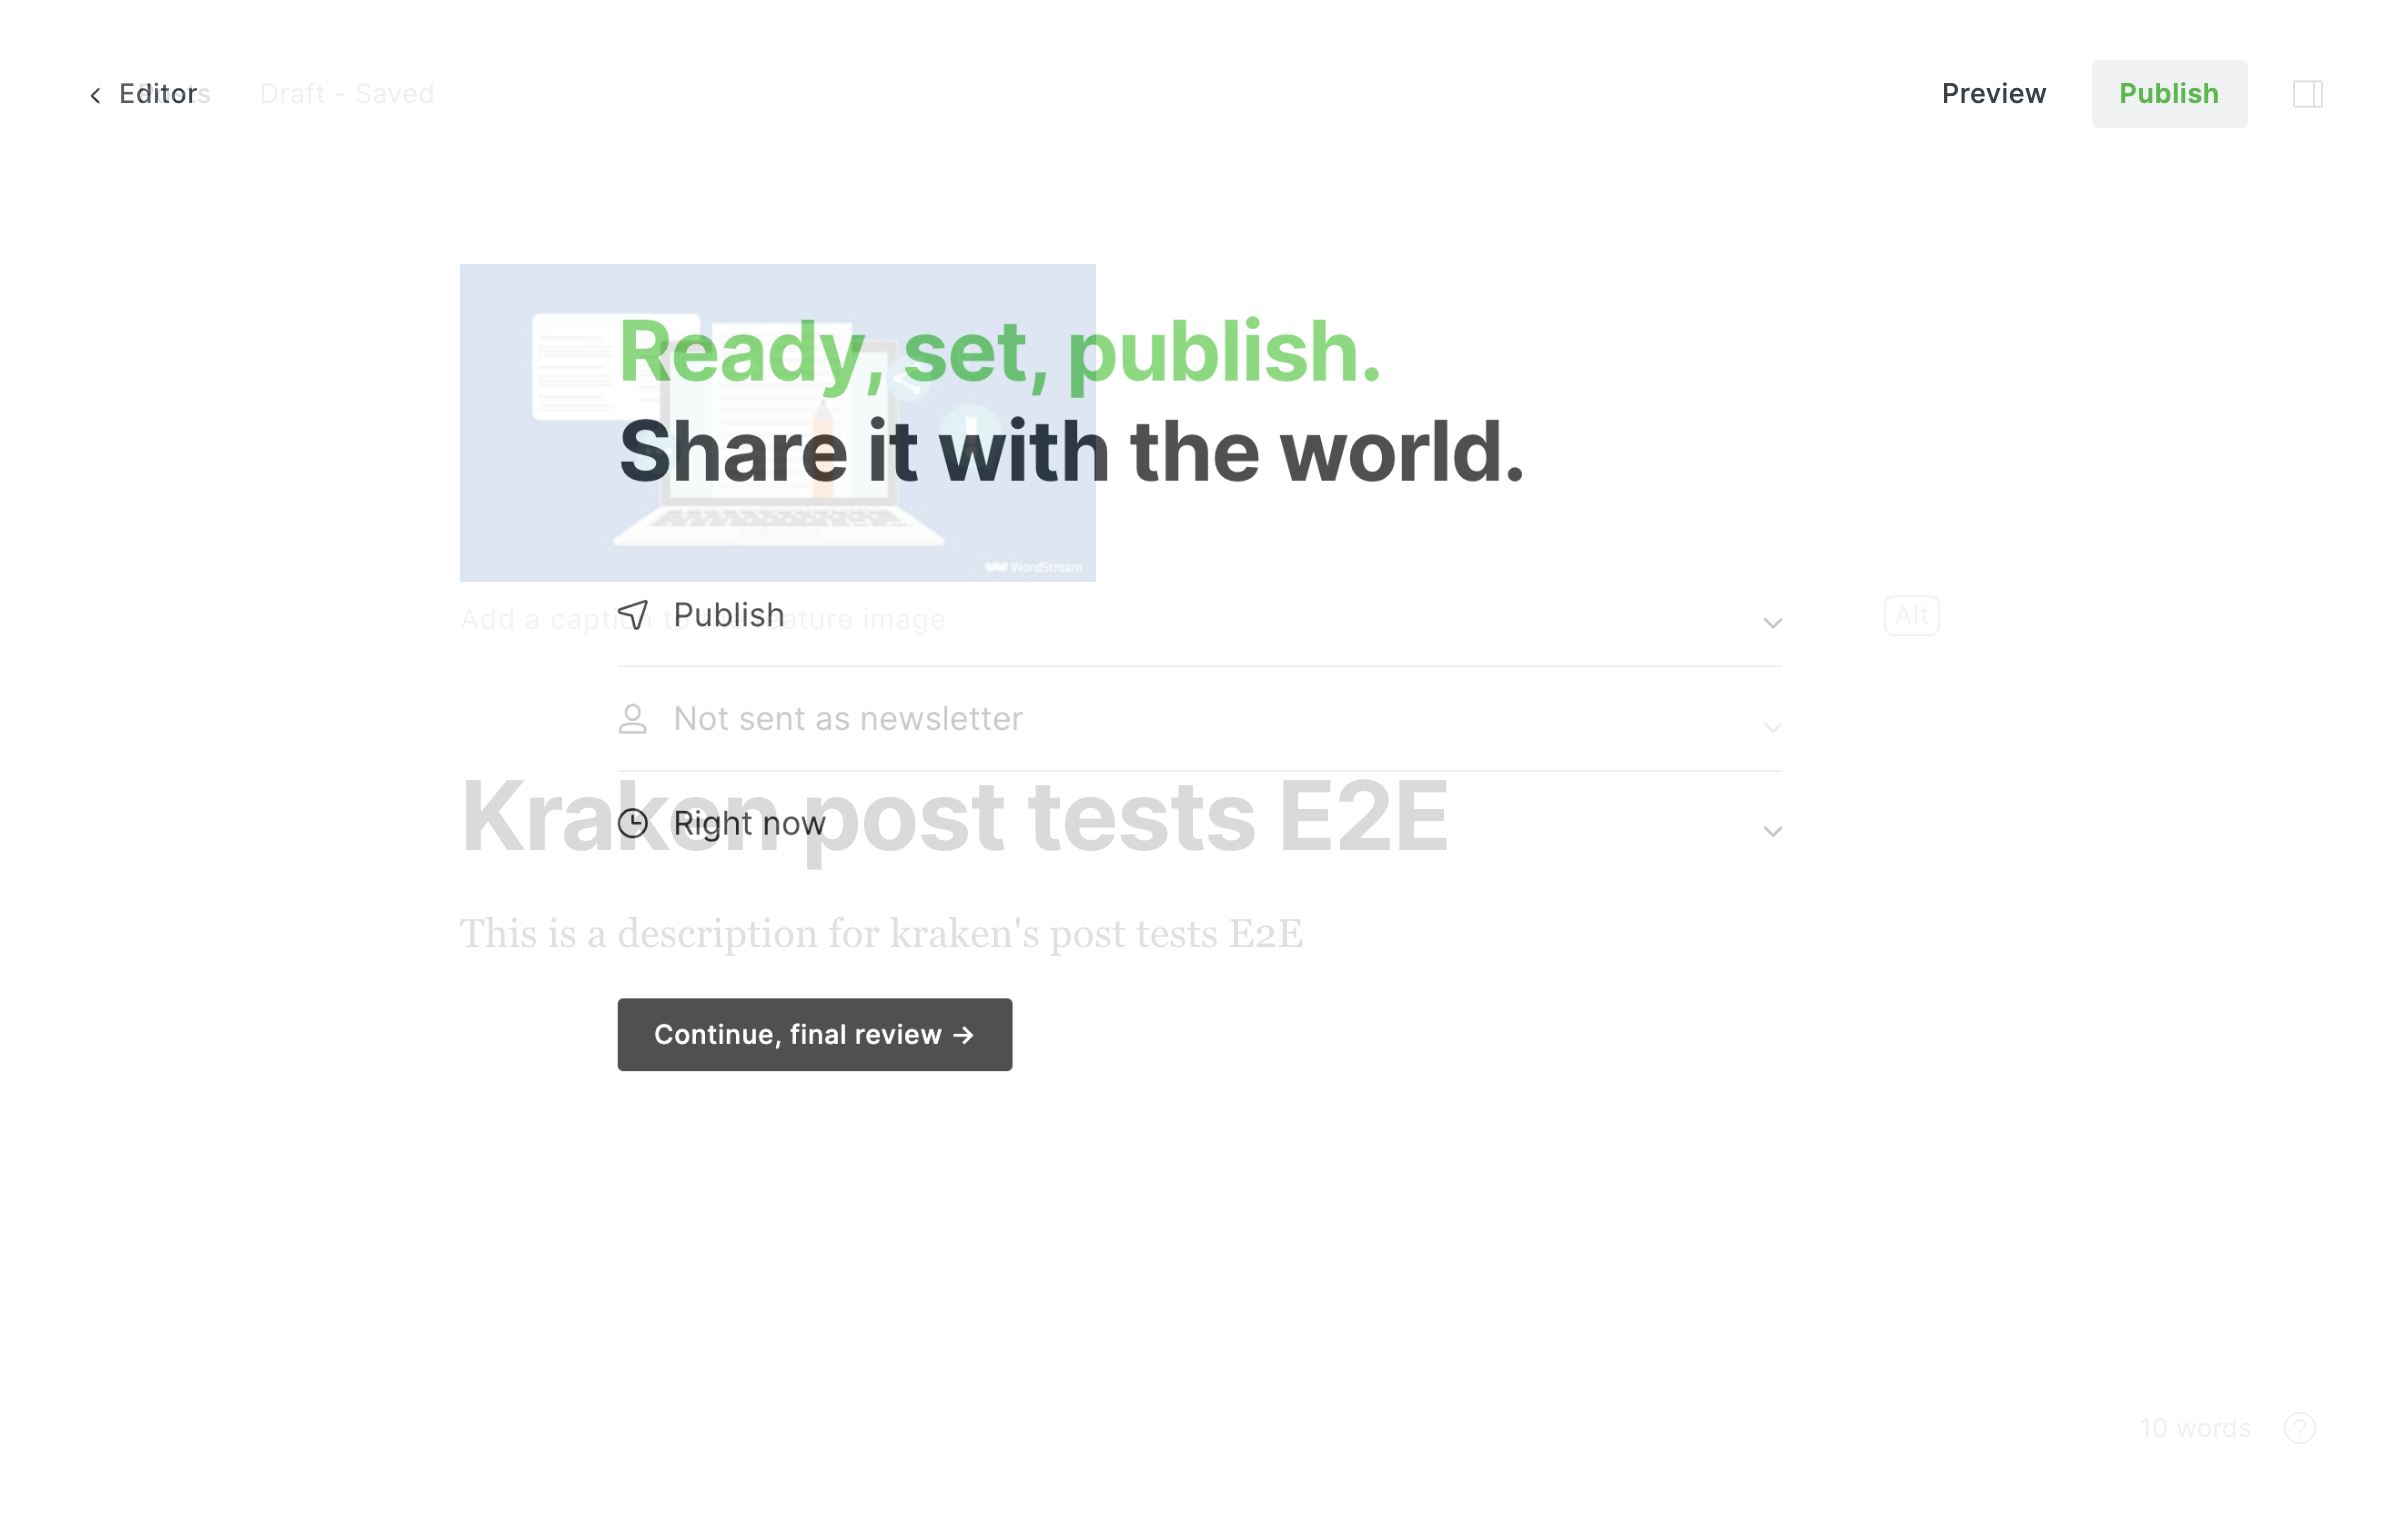 Editor
Posts
Draft - Saved
Preview
Publish
Ready, set, publish.
Share it with the world.
WordStream
Add a caption to the feature image
Alt
Publish
Not sent as newsletter
Kraken post tests E2E
Right now
This is a description for kraken's post tests E2E
Continue, final review →
10 words
?